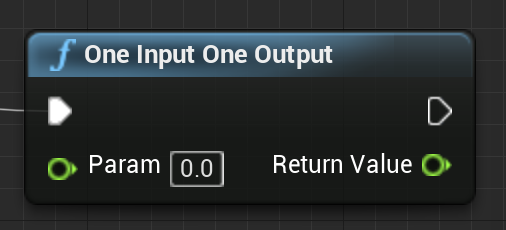 One Input One Output
Param 0.0 Return Value